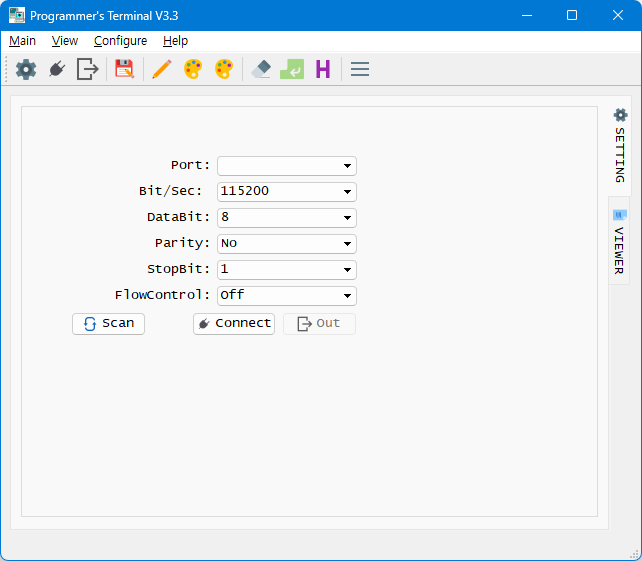 Programmer's Terminal V3.3
Main View Configure Help
H
Port:
Bit/Sec: 115200
DataBit: 8
Parity: No
StopBit: 1
FlowControl: Off
Scan Connect Out
SETTING
VIEWER